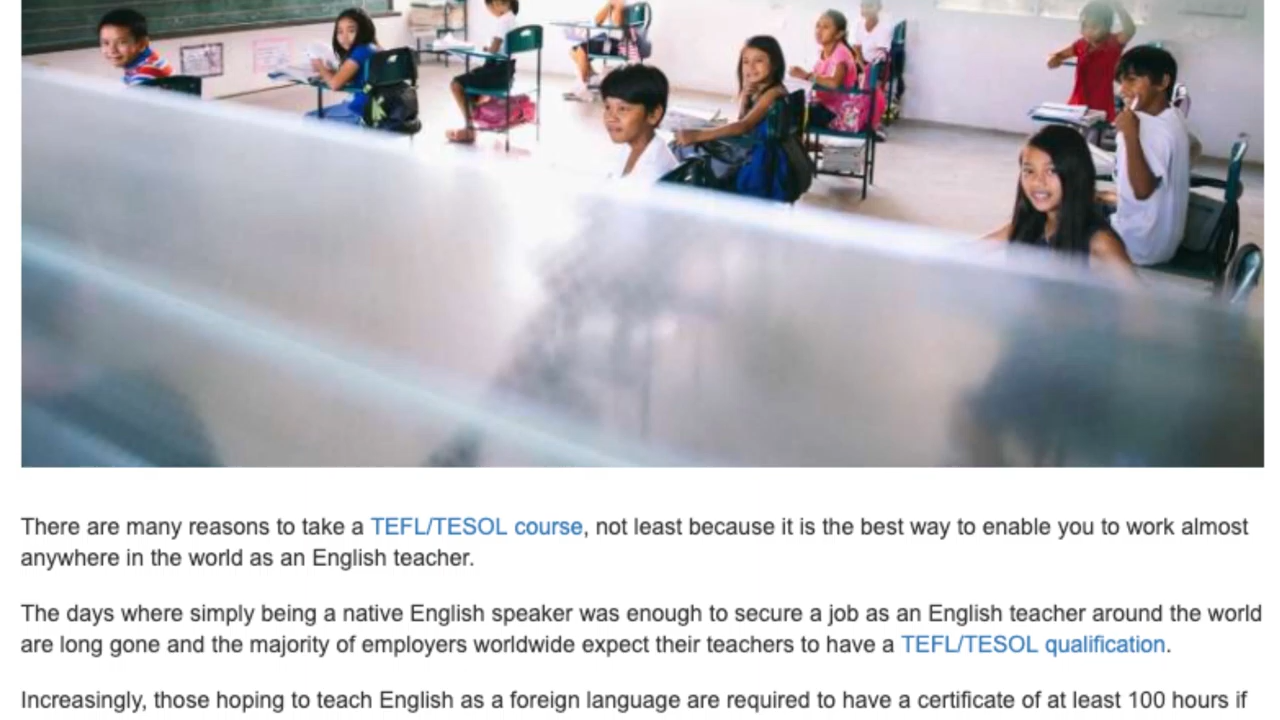 There are many reasons to take a TEFL/TESOL course, not least because it is the best way to enable you to work almost
anywhere in the world as an English teacher.
The days where simply being a native English speaker was enough to secure a job as an English teacher around the world
are long gone and the majority of employers worldwide expect their teachers to have a TEFL/TESOL qualification.
Increasingly, those hoping to teach English as a foreign language are required to have a certificate of at least 100 hours if